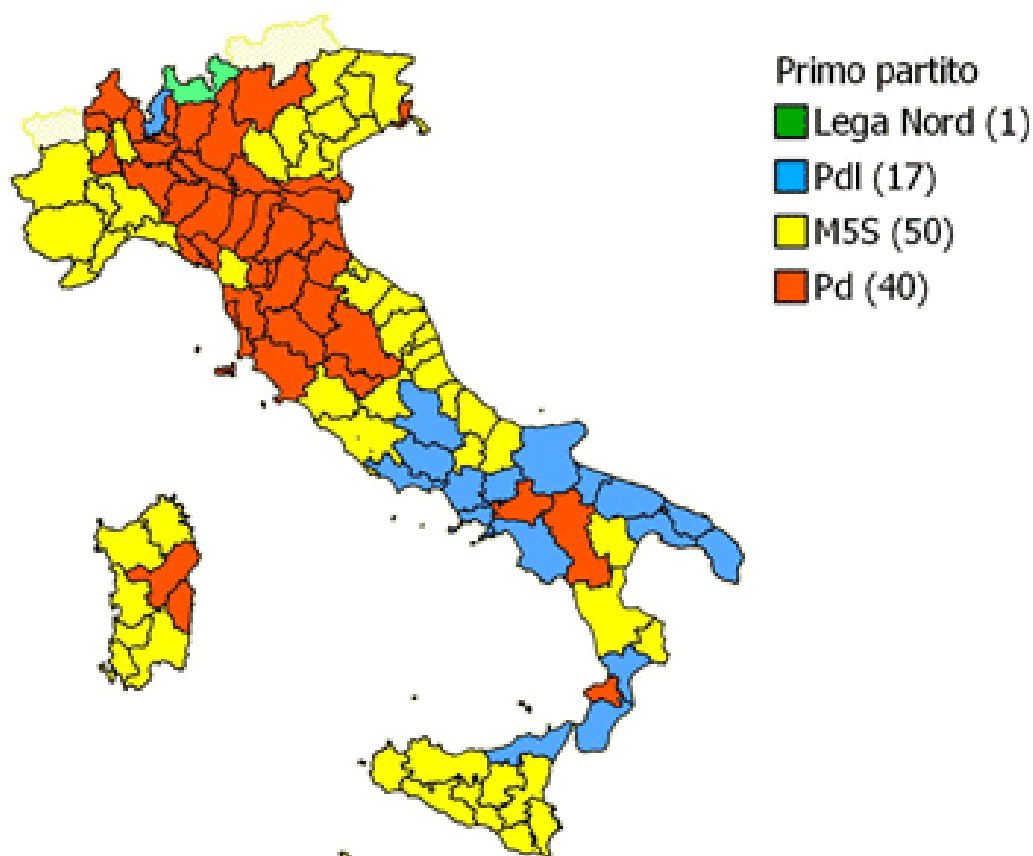 Primo partito
Lega Nord (1)
Pdl (17)
M5S (50)
Pd (40)